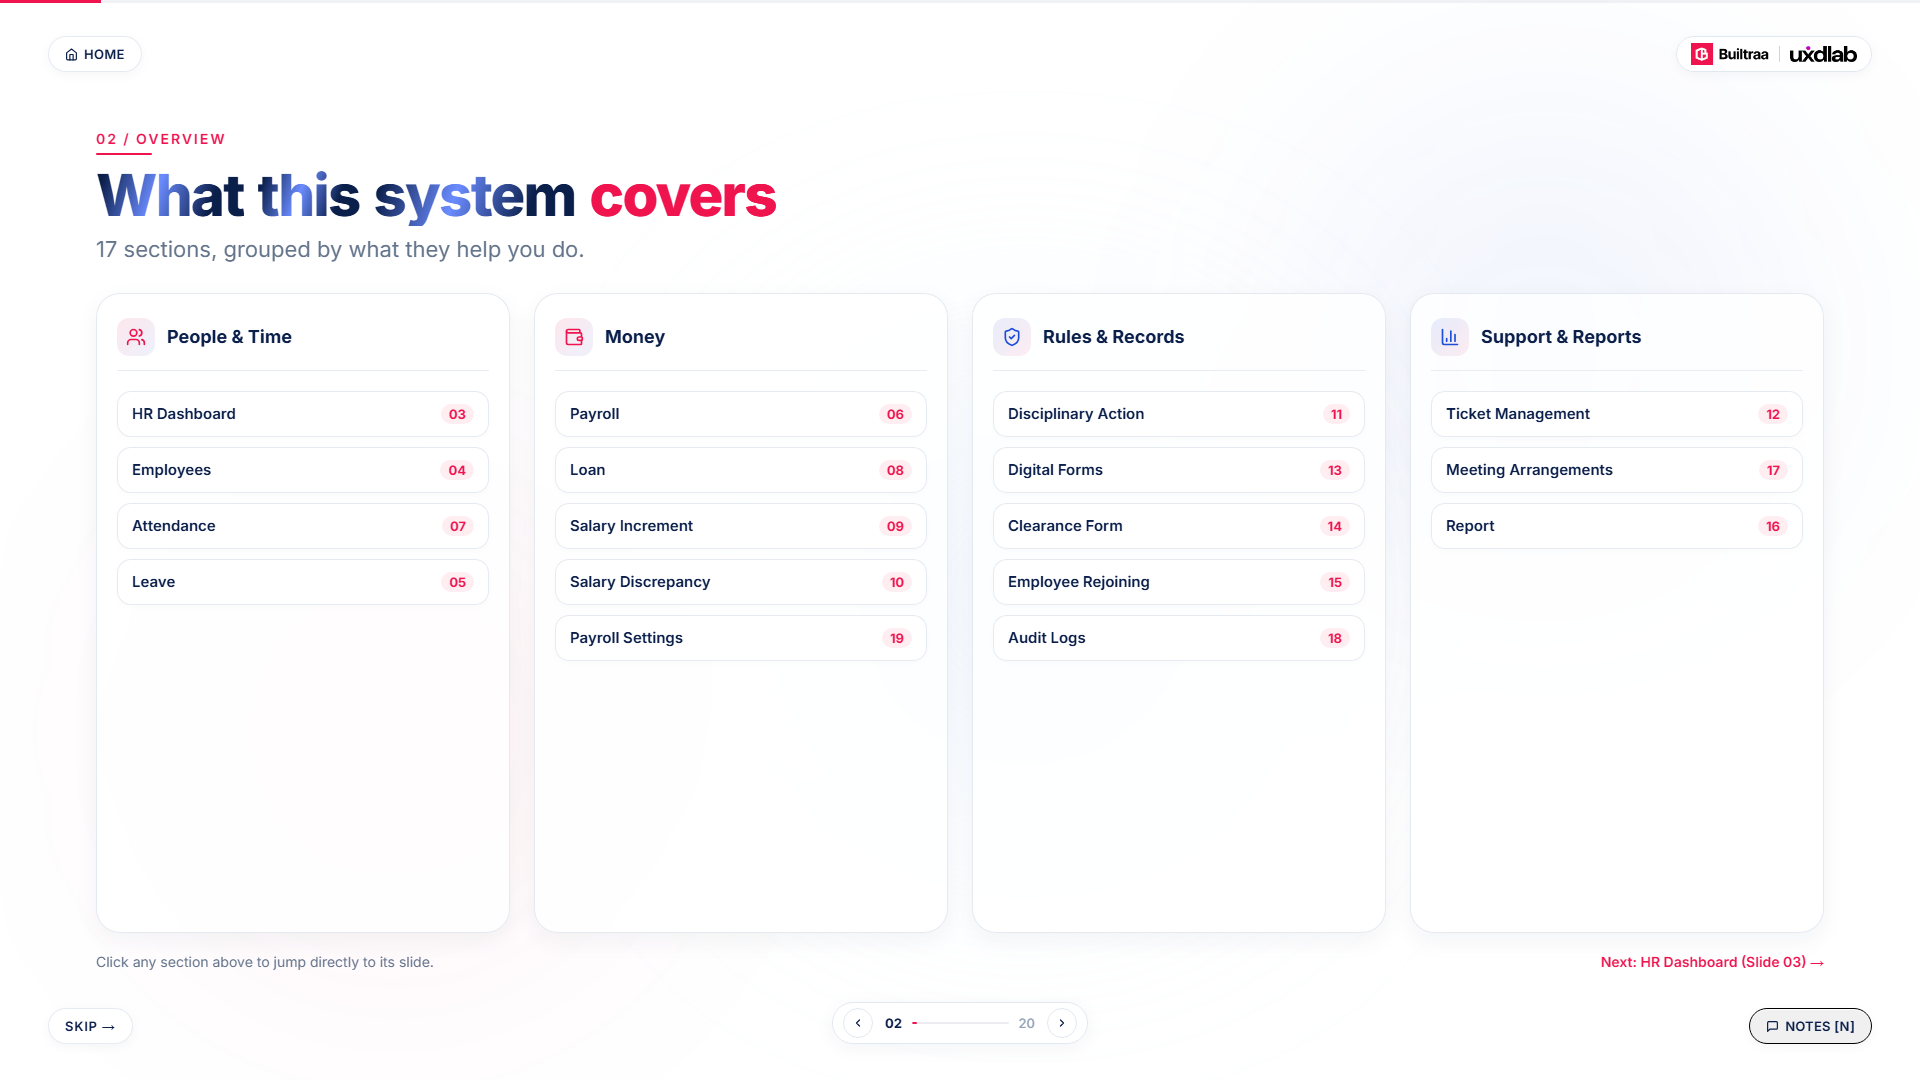 HOME
Builtraa | uxdlab
02 / OVERVIEW
What this system covers
17 sections, grouped by what they help you do.
People & Time
HR Dashboard 03
Employees 04
Attendance 07
Leave 05
Money
Payroll 06
Loan 08
Salary Increment 09
Salary Discrepancy 10
Payroll Settings 19
Rules & Records
Disciplinary Action 11
Digital Forms 13
Clearance Form 14
Employee Rejoining 15
Audit Logs 18
Support & Reports
Ticket Management 12
Meeting Arrangements 17
Report 16
Click any section above to jump directly to its slide.
Next: HR Dashboard (Slide 03) →
SKIP →
02 20
NOTES [N]